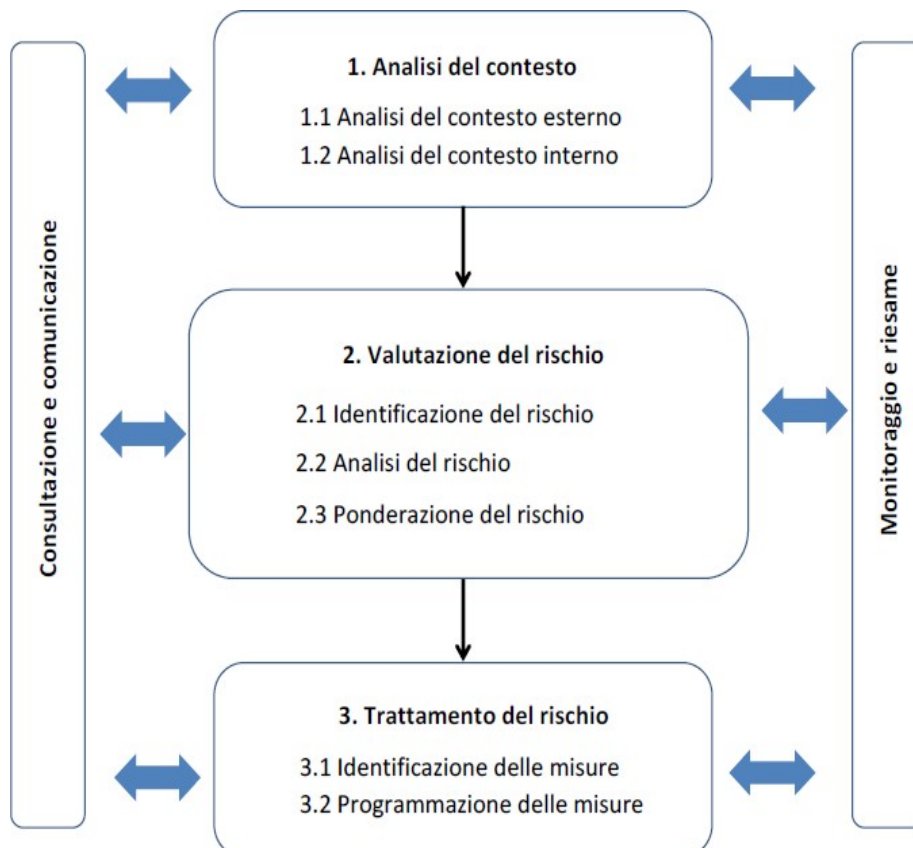 Consultazione e comunicazione
1. Analisi del contesto
1.1 Analisi del contesto esterno
1.2 Analisi del contesto interno
2. Valutazione del rischio
2.1 Identificazione del rischio
2.2 Analisi del rischio
2.3 Ponderazione del rischio
3. Trattamento del rischio
3.1 Identificazione delle misure
3.2 Programmazione delle misure
Monitoraggio e riesame